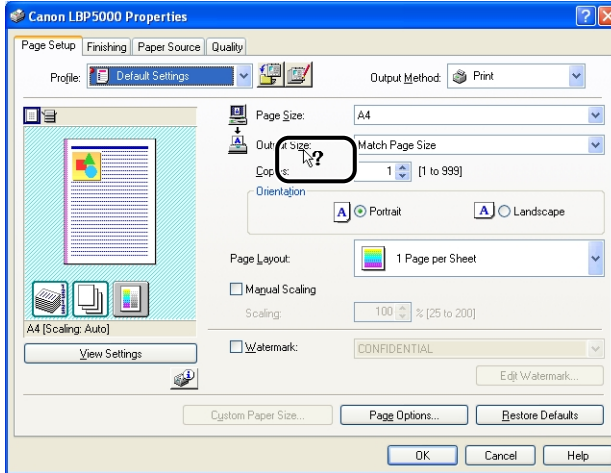 Canon LBP5000 Properties
Page Setup Finishing Paper Source Quality
Profile: Default Settings Output Method: Print
Page Size: A4
Output Size: Match Page Size
Copies: 1 [1 to 999]
Orientation
A Portrait A Landscape
Page Layout: 1 Page per Sheet
Manual Scaling
Scaling: 100 % [25 to 200]
A4 [Scaling: Auto]
View Settings
Watermark: CONFIDENTIAL
Edit Watermark...
Custom Paper Size... Page Options... Restore Defaults
OK Cancel Help